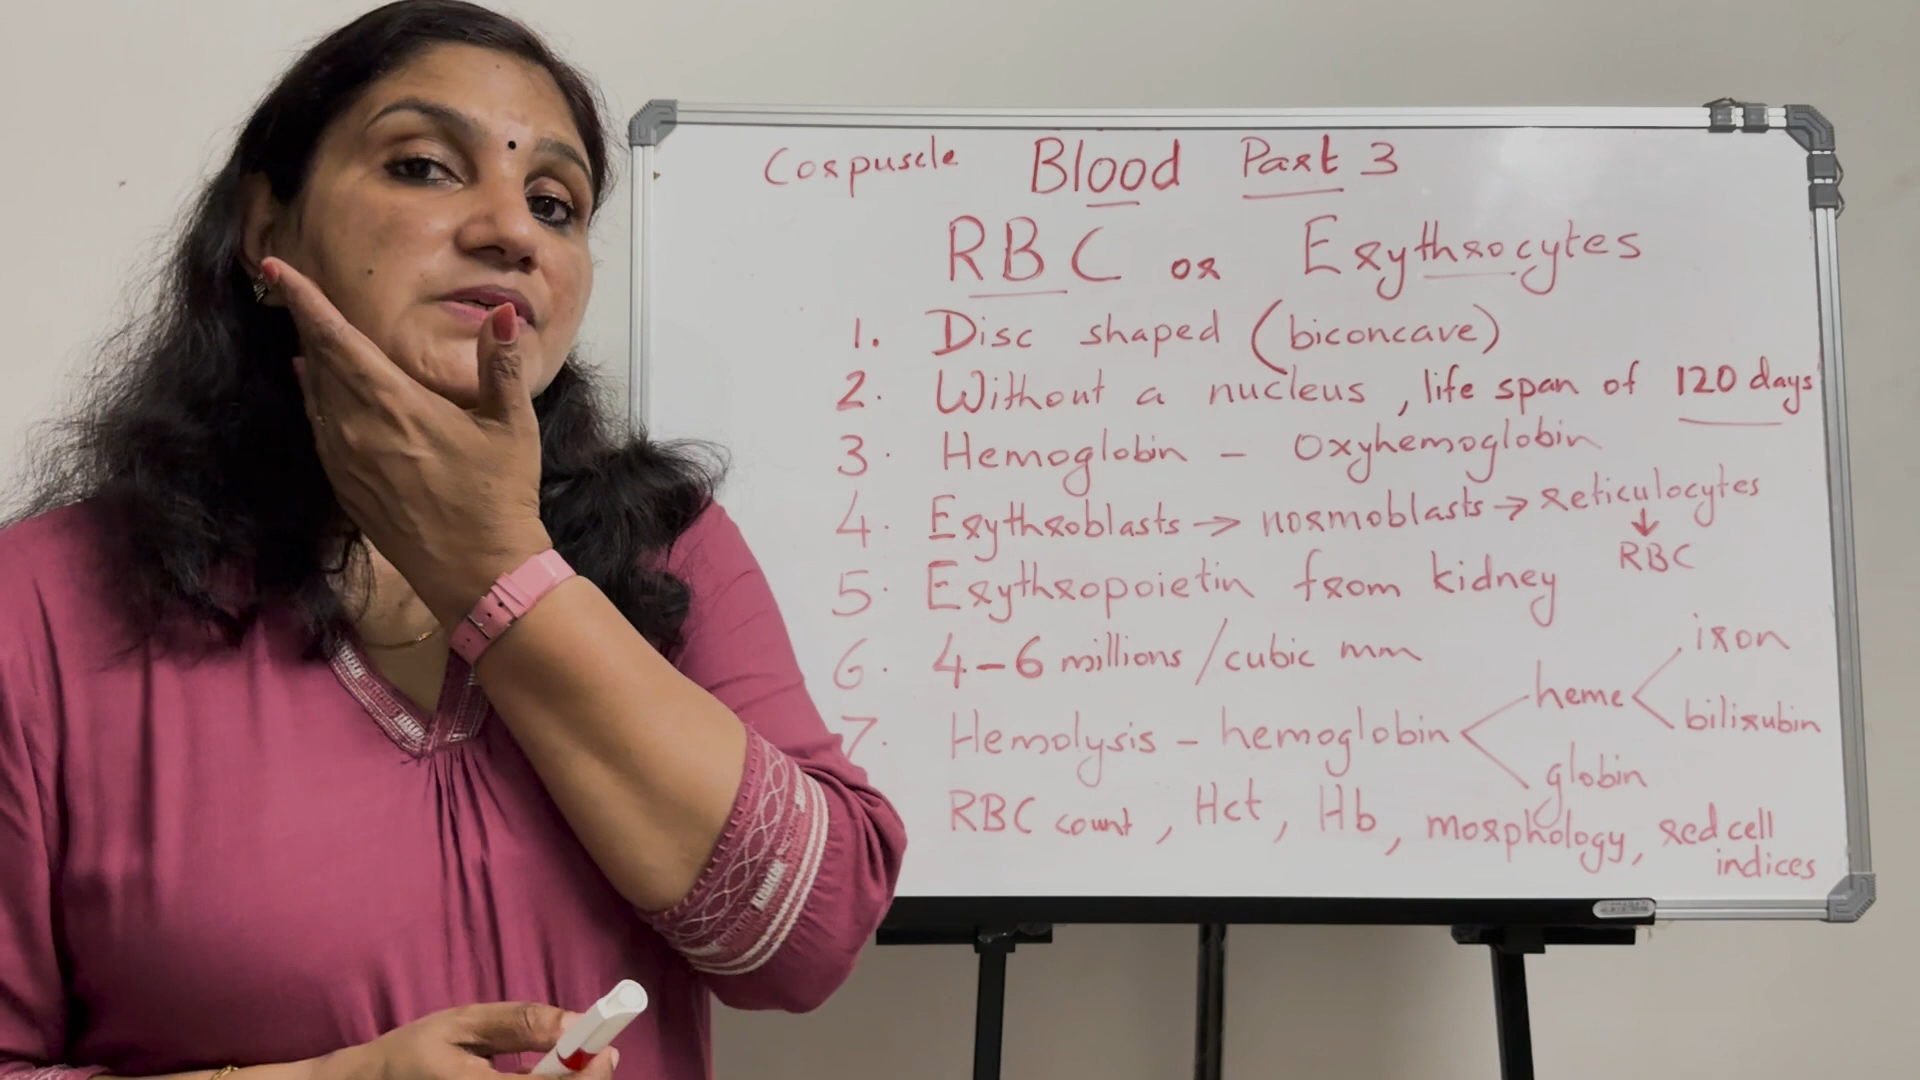 Corpuscle Blood Part 3
RBC or Erythrocytes
1. Disc shaped (biconcave)
2. Without a nucleus, life span of 120 days
3. Hemoglobin - Oxyhemoglobin
4. Erythroblasts → normoblasts → reticulocytes
↓
RBC
5. Erythropoietin from kidney
6. 4-6 millions/cubic mm
7. Hemolysis - hemoglobin
heme
iron
bilirubin
globin
RBC count, Hct, Hb, morphology, red cell
indices